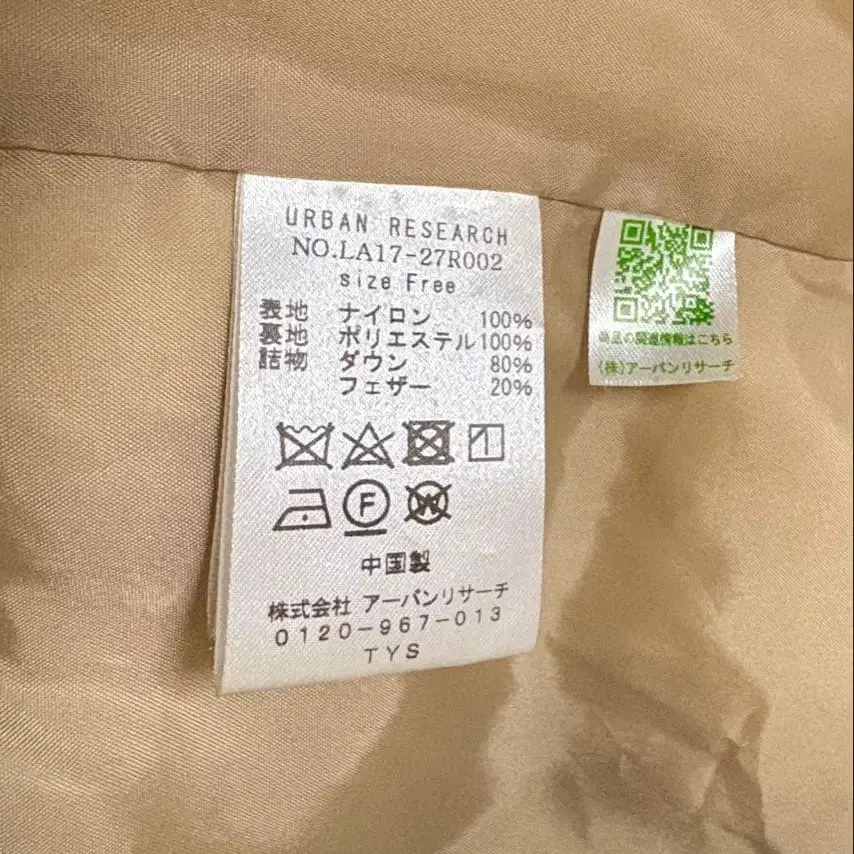 URBAN RESEARCH
NO.LA17-27R002
size Free
表地 ナイロン 100%
裏地 ポリエステル 100%
詰物 ダウン 80%
フェザー 20%
F
W
中国製
株式会社 アーバンリサーチ
0120-967-013
TYS
商品の関連情報はこちら
(株)アーバンリサーチ